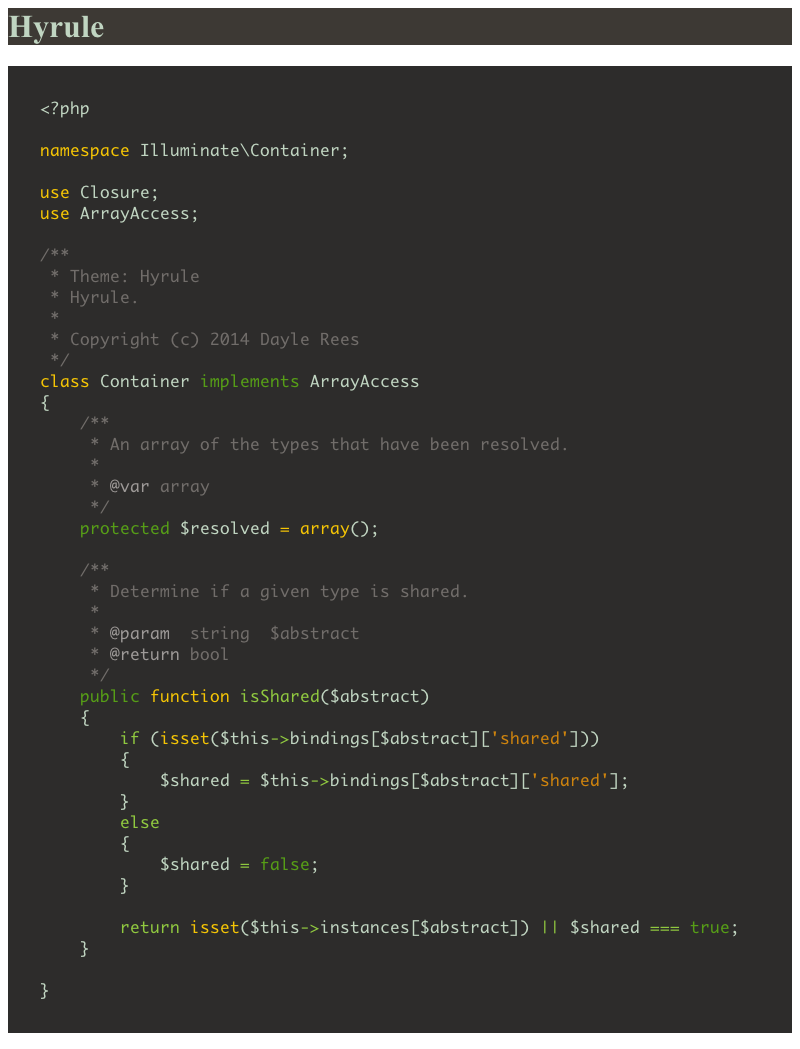 Hyrule
<?php
namespace Illuminate\Container;
use Closure;
use ArrayAccess;
/**
 * Theme: Hyrule
 * Hyrule.
 *
 * Copyright (c) 2014 Dayle Rees
 */
class Container implements ArrayAccess
{
    /**
     * An array of the types that have been resolved.
     *
     * @var array
     */
    protected $resolved = array();
    /**
     * Determine if a given type is shared.
     *
     * @param  string  $abstract
     * @return bool
     */
    public function isShared($abstract)
    {
        if (isset($this->bindings[$abstract]['shared']))
        {
            $shared = $this->bindings[$abstract]['shared'];
        }
        else
        {
            $shared = false;
        }
        return isset($this->instances[$abstract]) || $shared === true;
    }
}